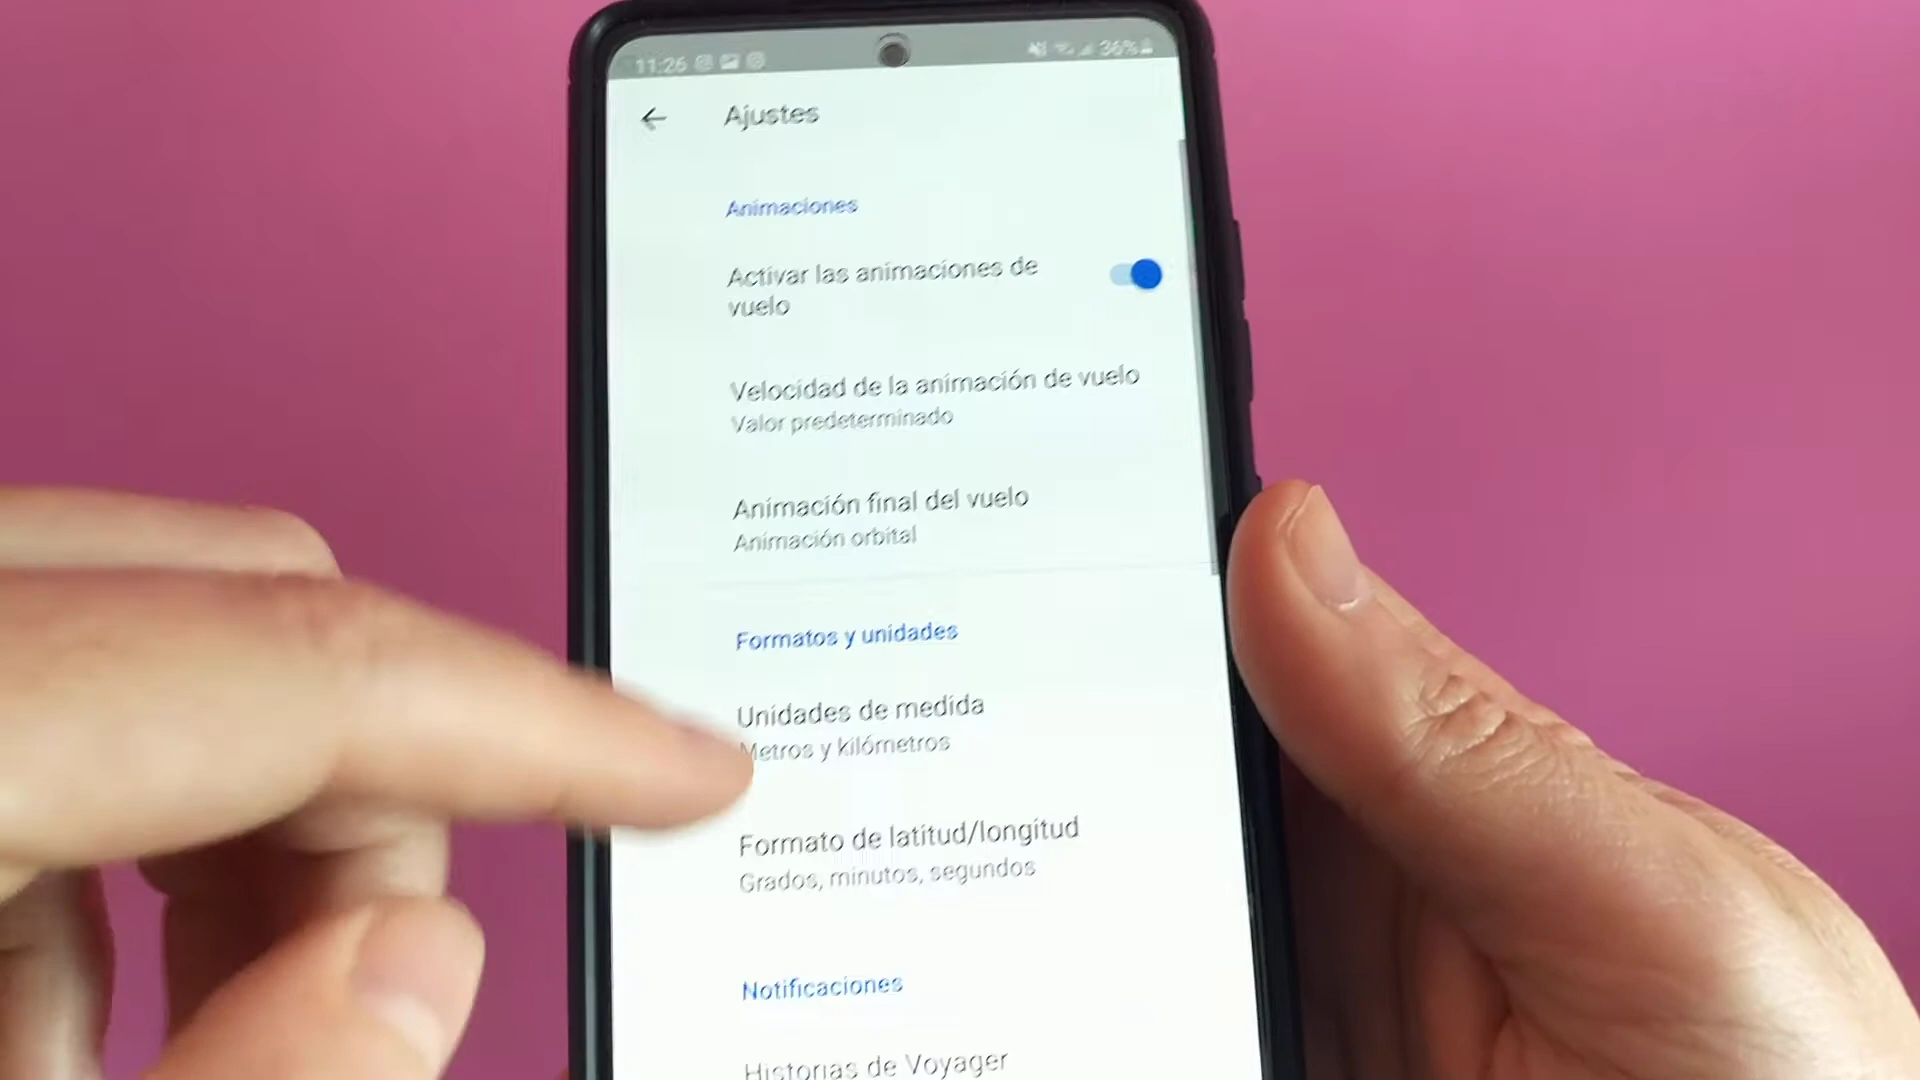 11:26
36%
Ajustes
Animaciones
Activar las animaciones de
vuelo
Velocidad de la animación de vuelo
Valor predeterminado
Animación final del vuelo
Animación orbital
Formatos y unidades
Unidades de medida
Metros y kilómetros
Formato de latitud/longitud
Grados, minutos, segundos
Notificaciones
Historias de Voyager